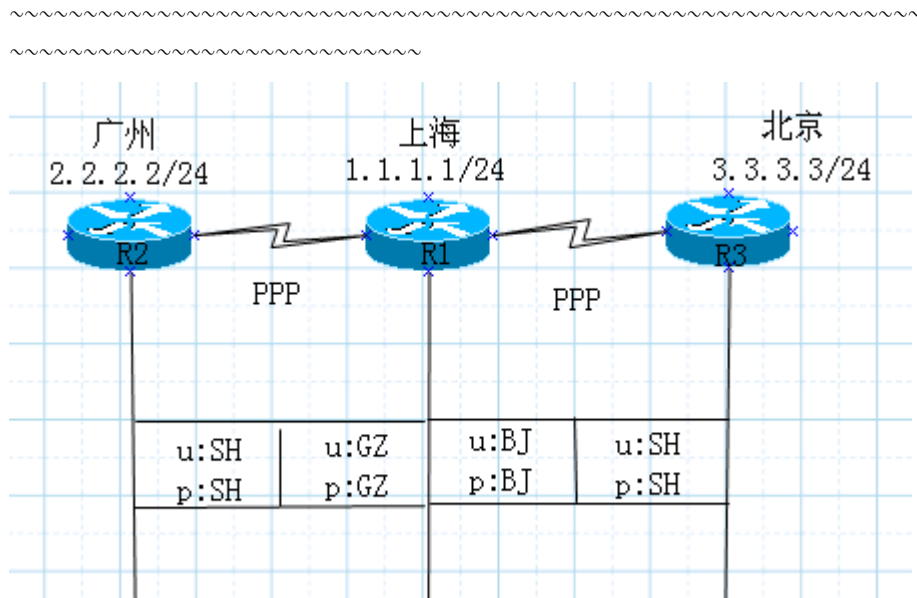 ~~~~~~~~~~~~~~~~~~~~~~~~~~~~~~~~~~~~~~~~~~~~~~~~~~~~~~~~~~~~~~
~~~~~~~~~~~~~~~~~~~~~~~~~~~~
广州 上海 北京
2.2.2.2/24 1.1.1.1/24 3.3.3.3/24
R2 R1 R3
PPP PPP
u:SH u:GZ u:BJ u:SH
p:SH p:GZ p:BJ p:SH